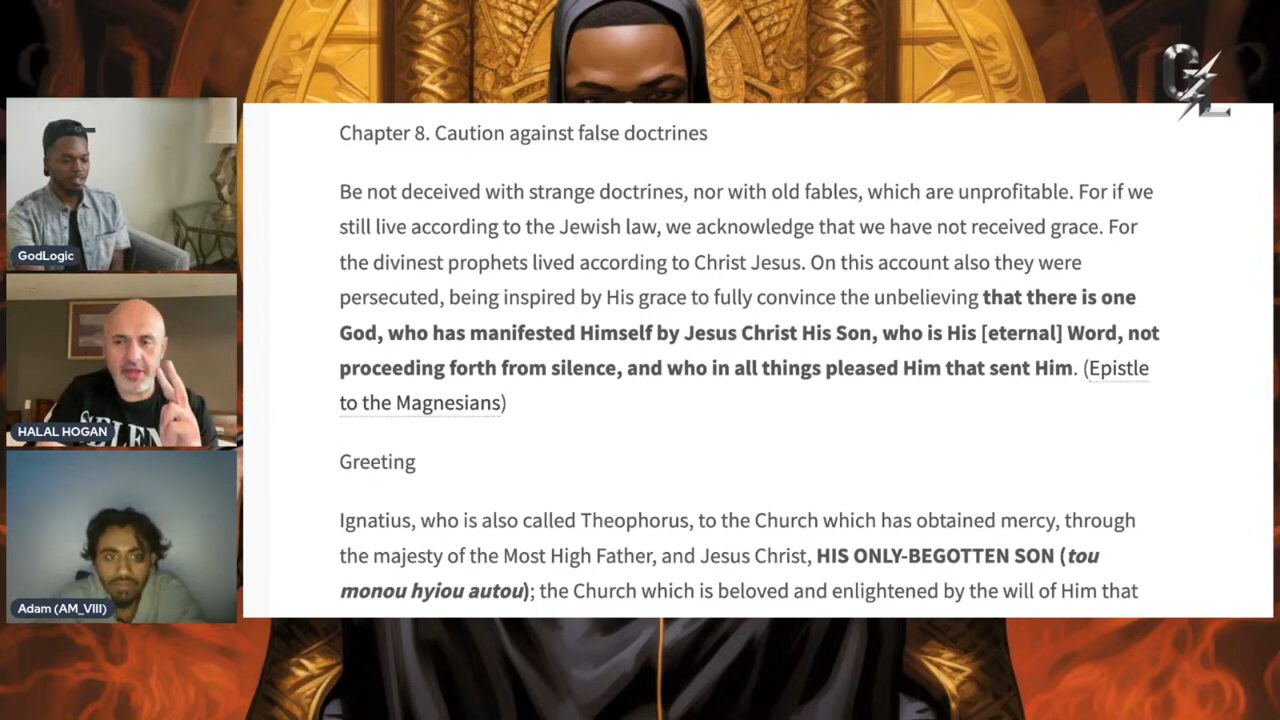 GL
Chapter 8. Caution against false doctrines
Be not deceived with strange doctrines, nor with old fables, which are unprofitable. For if we
still live according to the Jewish law, we acknowledge that we have not received grace. For
the divinest prophets lived according to Christ Jesus. On this account also they were
persecuted, being inspired by His grace to fully convince the unbelieving that there is one
God, who has manifested Himself by Jesus Christ His Son, who is His [eternal] Word, not
proceeding forth from silence, and who in all things pleased Him that sent Him. (Epistle
to the Magnesians)
Greeting
Ignatius, who is also called Theophorus, to the Church which has obtained mercy, through
the majesty of the Most High Father, and Jesus Christ, HIS ONLY-BEGOTTEN SON (tou
monou hyiou autou); the Church which is beloved and enlightened by the will of Him that
GodLogic
HALAL HOGAN
Adam (AM_VIII)